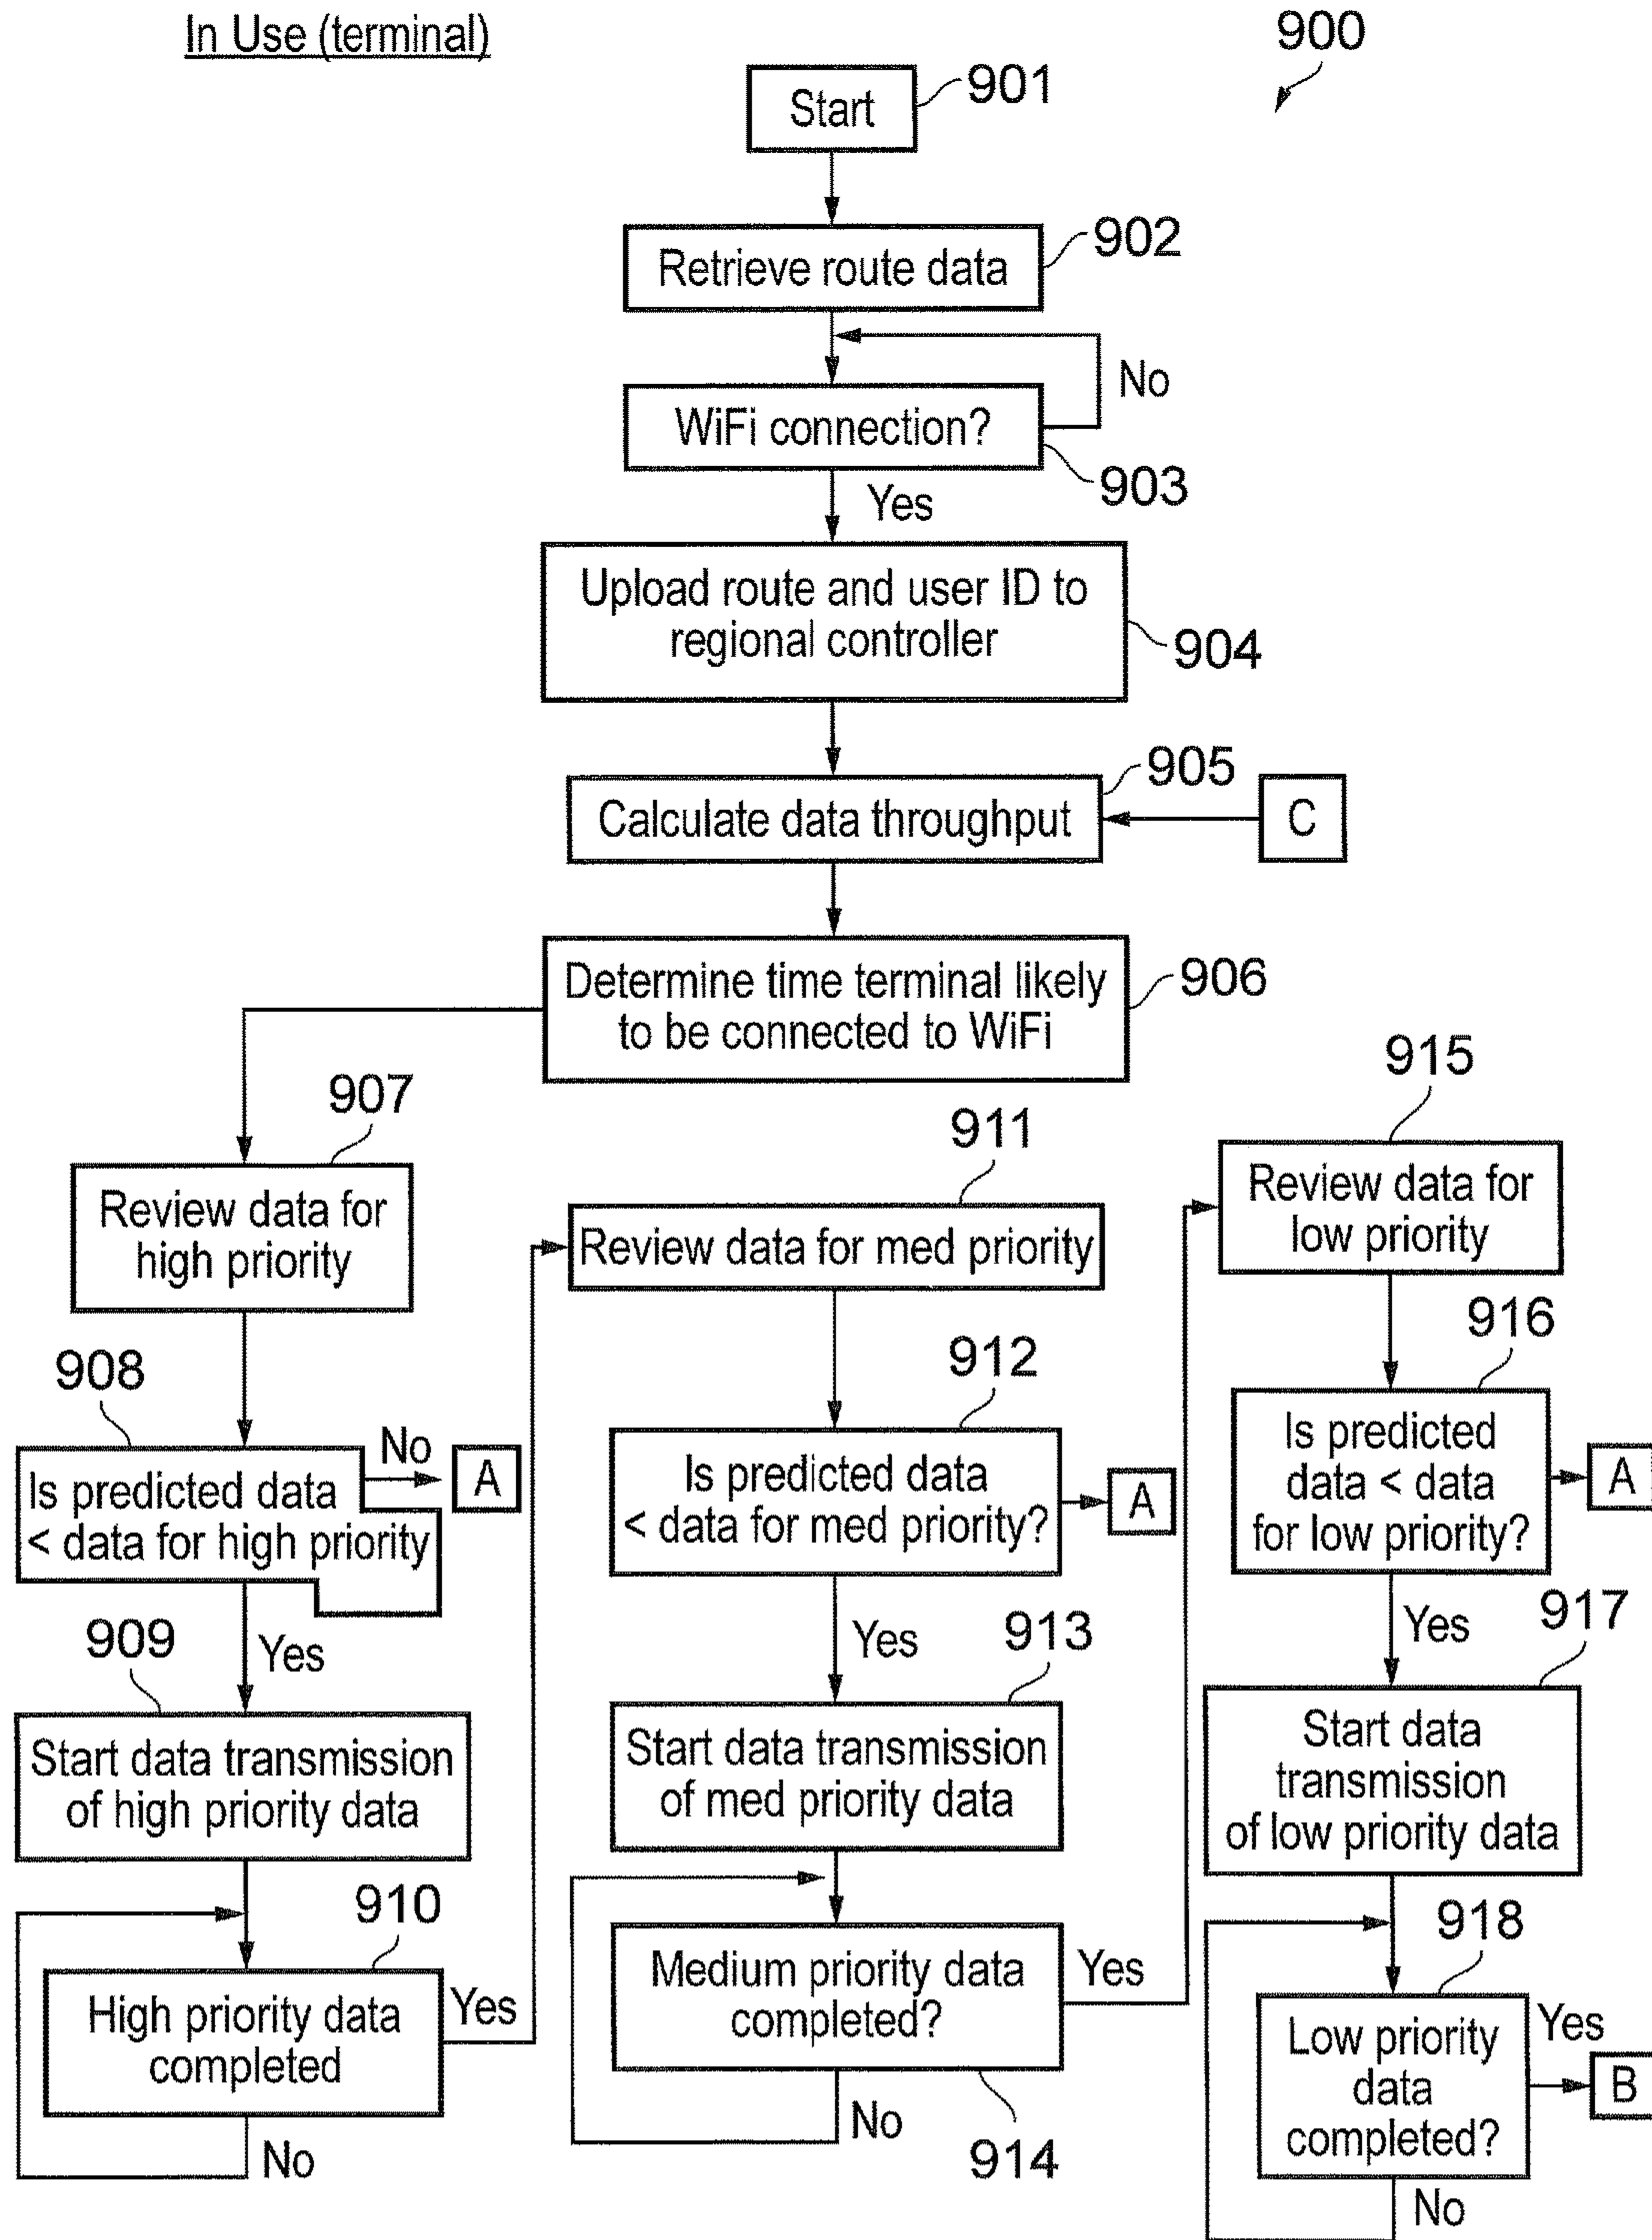 In Use (terminal)
900
Start
901
Retrieve route data
902
No
WiFi connection?
903
Yes
Upload route and user ID to
regional controller
904
905
Calculate data throughput
C
Determine time terminal likely
to be connected to WiFi
906
907
Review data for
high priority
908
No
A
Is predicted data
< data for high priority
Yes
909
Start data transmission
of high priority data
910
High priority data
completed
Yes
No
911
Review data for med priority
912
Is predicted data
< data for med priority?
A
Yes
913
Start data transmission
of med priority data
Medium priority data
completed?
Yes
No
914
915
Review data for
low priority
916
Is predicted
data < data
for low priority?
A
Yes
917
Start data
transmission
of low priority data
918
Low priority
data
completed?
Yes
B
No